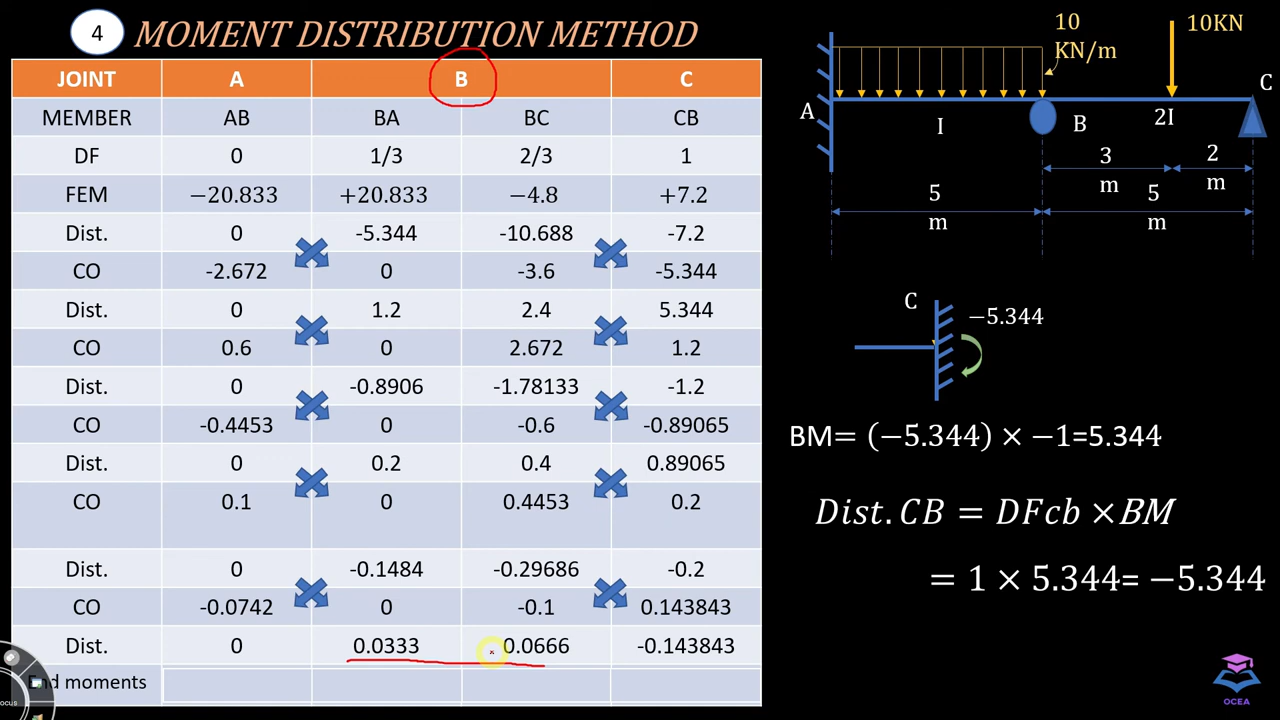 4 MOMENT DISTRIBUTION METHOD
JOINT A B C
MEMBER AB BA BC CB
DF 0 1/3 2/3 1
FEM −20.833 +20.833 −4.8 +7.2
Dist. 0 -5.344 -10.688 -7.2
CO -2.672 0 -3.6 -5.344
Dist. 0 1.2 2.4 5.344
CO 0.6 0 2.672 1.2
Dist. 0 -0.8906 -1.78133 -1.2
CO -0.4453 0 -0.6 -0.89065
Dist. 0 0.2 0.4 0.89065
CO 0.1 0 0.4453 0.2
Dist. 0 -0.1484 -0.29686 -0.2
CO -0.0742 0 -0.1 0.143843
Dist. 0 0.0333 0.0666 -0.143843
End moments
10 KN/m
10KN
A I B 2I C
3 m
2 m
5 m
5 m
C
−5.344
BM= (−5.344) × −1=5.344
Dist. CB = DFcb ×BM
= 1 × 5.344= −5.344
OCEA
ocus